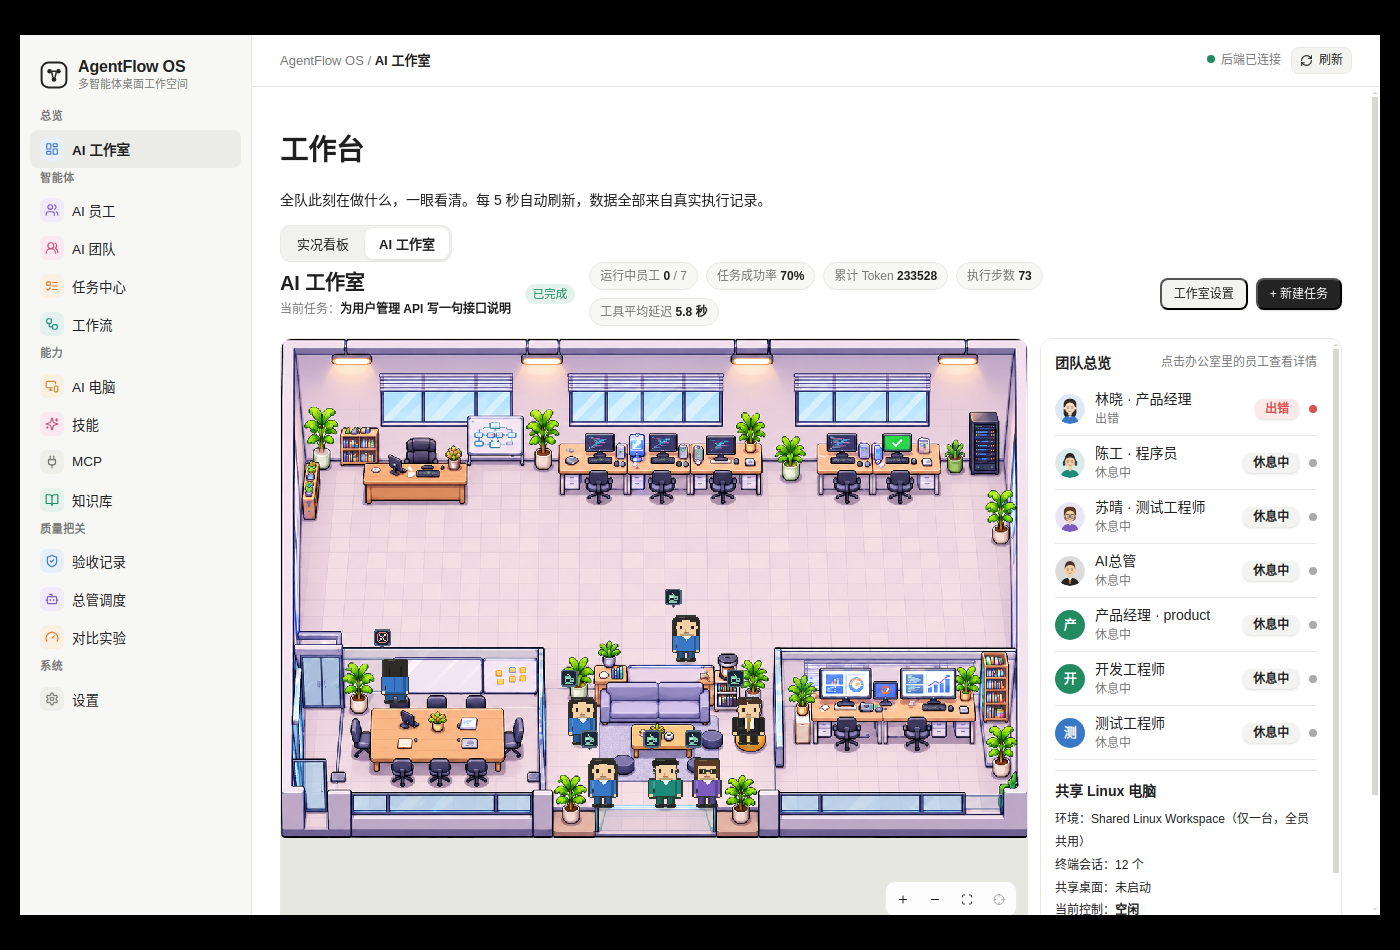 AgentFlow OS
多智能体桌面工作空间
总览
AI 工作室
智能体
AI 员工
AI 团队
任务中心
工作流
能力
AI 电脑
技能
MCP
知识库
质量把关
验收记录
总管调度
对比实验
系统
设置
AgentFlow OS / AI 工作室
后端已连接
刷新
工作台
全队此刻在做什么，一眼看清。每 5 秒自动刷新，数据全部来自真实执行记录。
实况看板
AI 工作室
AI 工作室
当前任务：为用户管理 API 写一句接口说明
已完成
运行中员工 0 / 7
任务成功率 70%
累计 Token 233528
执行步数 73
工具平均延迟 5.8 秒
工作室设置
+ 新建任务
团队总览
点击办公室里的员工查看详情
林晓 · 产品经理
出错
出错
陈工 · 程序员
休息中
休息中
苏晴 · 测试工程师
休息中
休息中
AI总管
休息中
休息中
产
产品经理 · product
休息中
休息中
开
开发工程师
休息中
休息中
测
测试工程师
休息中
休息中
共享 Linux 电脑
环境：Shared Linux Workspace（仅一台，全员
共用）
终端会话：12 个
共享桌面：未启动
当前控制：空闲